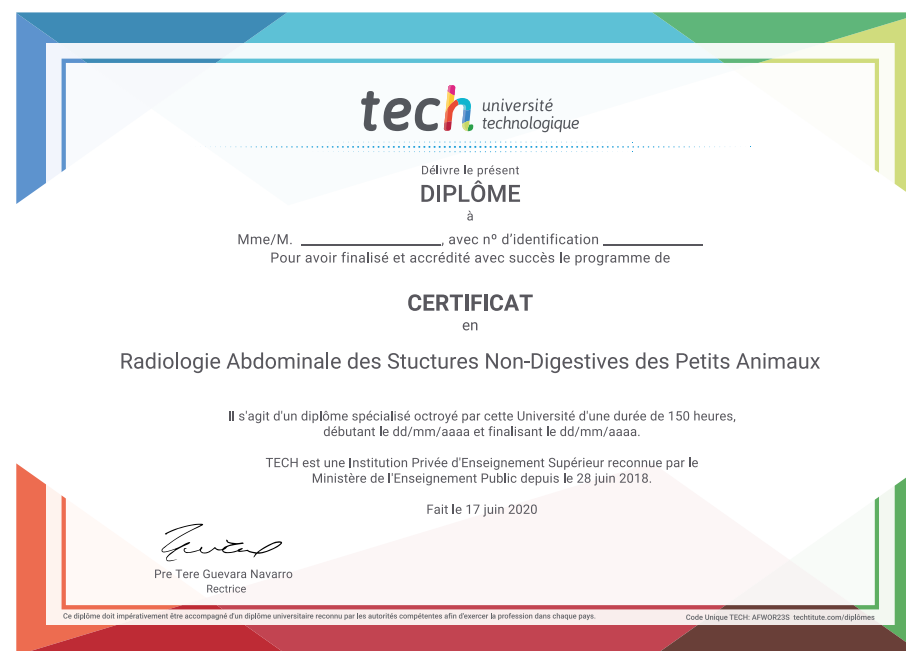 tech université
technologique
Délivre le présent
DIPLÔME
à
Mme/M. ____________________, avec nº d'identification ______________
Pour avoir finalisé et accrédité avec succès le programme de
CERTIFICAT
en
Radiologie Abdominale des Stuctures Non-Digestives des Petits Animaux
Il s'agit d'un diplôme spécialisé octroyé par cette Université d'une durée de 150 heures,
débutant le dd/mm/aaaa et finalisant le dd/mm/aaaa.
TECH est une Institution Privée d'Enseignement Supérieur reconnue par le
Ministère de l'Enseignement Public depuis le 28 juin 2018.
Fait le 17 juin 2020
Pre Tere Guevara Navarro
Rectrice
Ce diplôme doit impérativement être accompagné d'un diplôme universitaire reconnu par les autorités compétentes afin d'exercer la profession dans chaque pays.
Code Unique TECH: AFWOR23S techtitute.com/diplômes